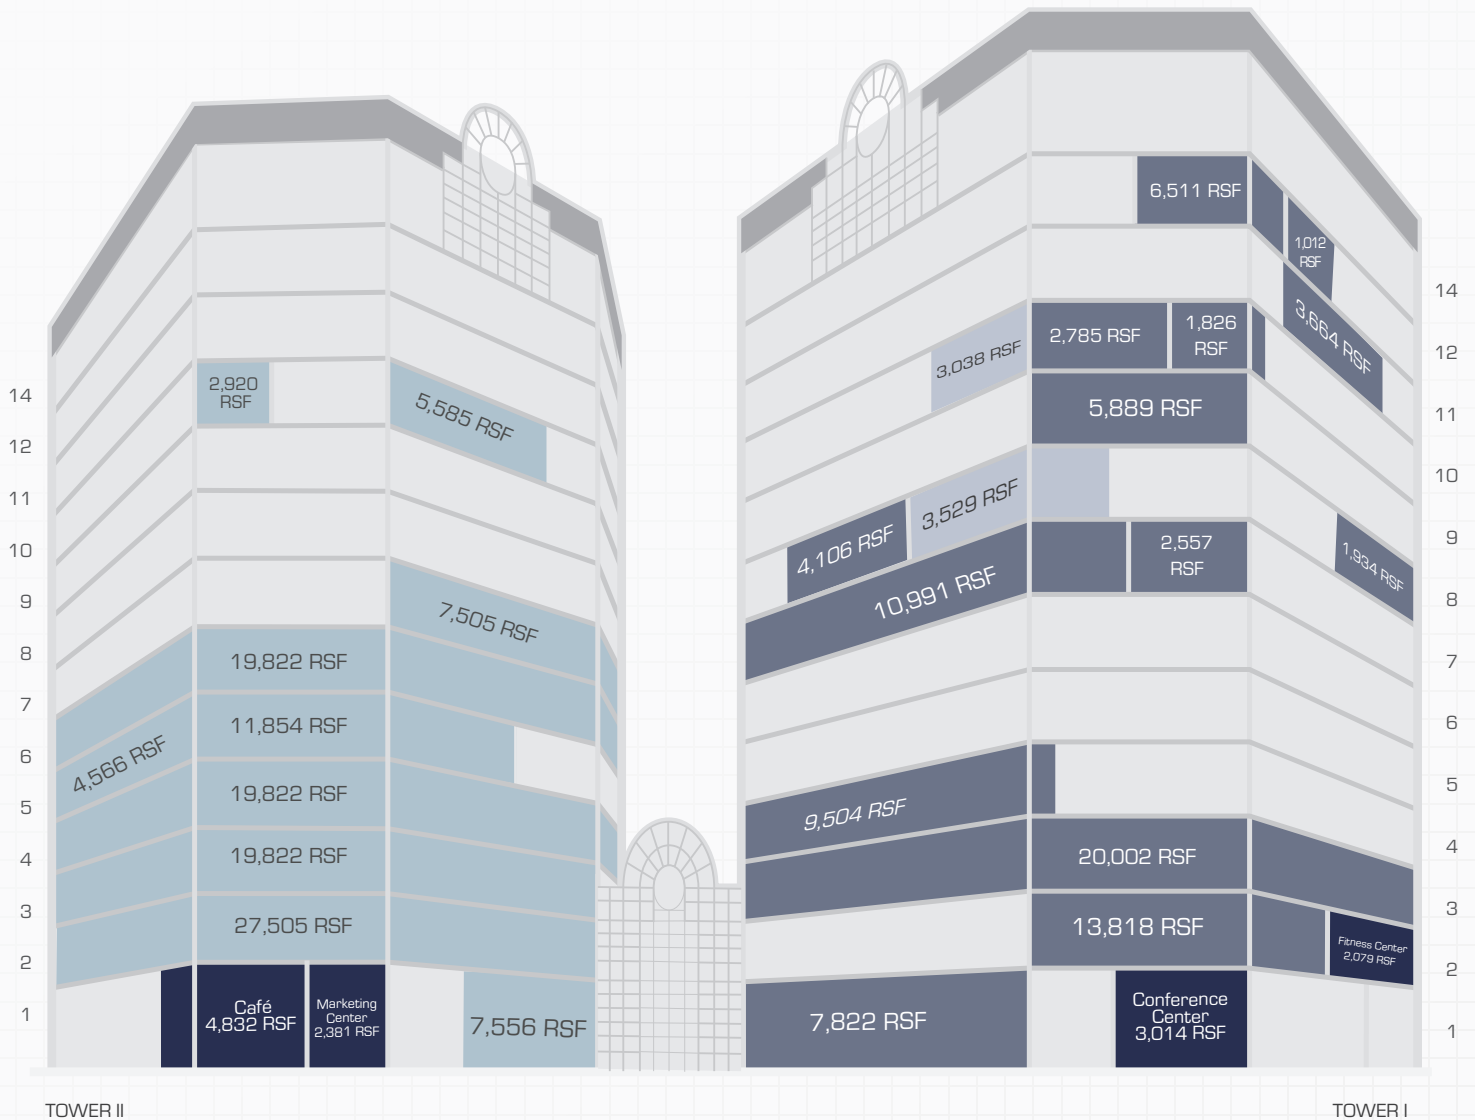 6,511 RSF
1,012
RSF
3,664 RSF
2,785 RSF
1,826
RSF
3,038 RSF
5,889 RSF
3,529 RSF
4,106 RSF
10,991 RSF
2,557
RSF
1,934 RSF
9,504 RSF
20,002 RSF
13,818 RSF
Fitness Center
2,079 RSF
7,822 RSF
Conference
Center
3,014 RSF
14
12
11
10
9
8
7
6
5
4
3
2
1
TOWER I
2,920
RSF
5,585 RSF
7,505 RSF
19,822 RSF
11,854 RSF
4,566 RSF
19,822 RSF
19,822 RSF
27,505 RSF
Café
4,832 RSF
Marketing
Center
2,381 RSF
7,556 RSF
14
12
11
10
9
8
7
6
5
4
3
2
1
TOWER II